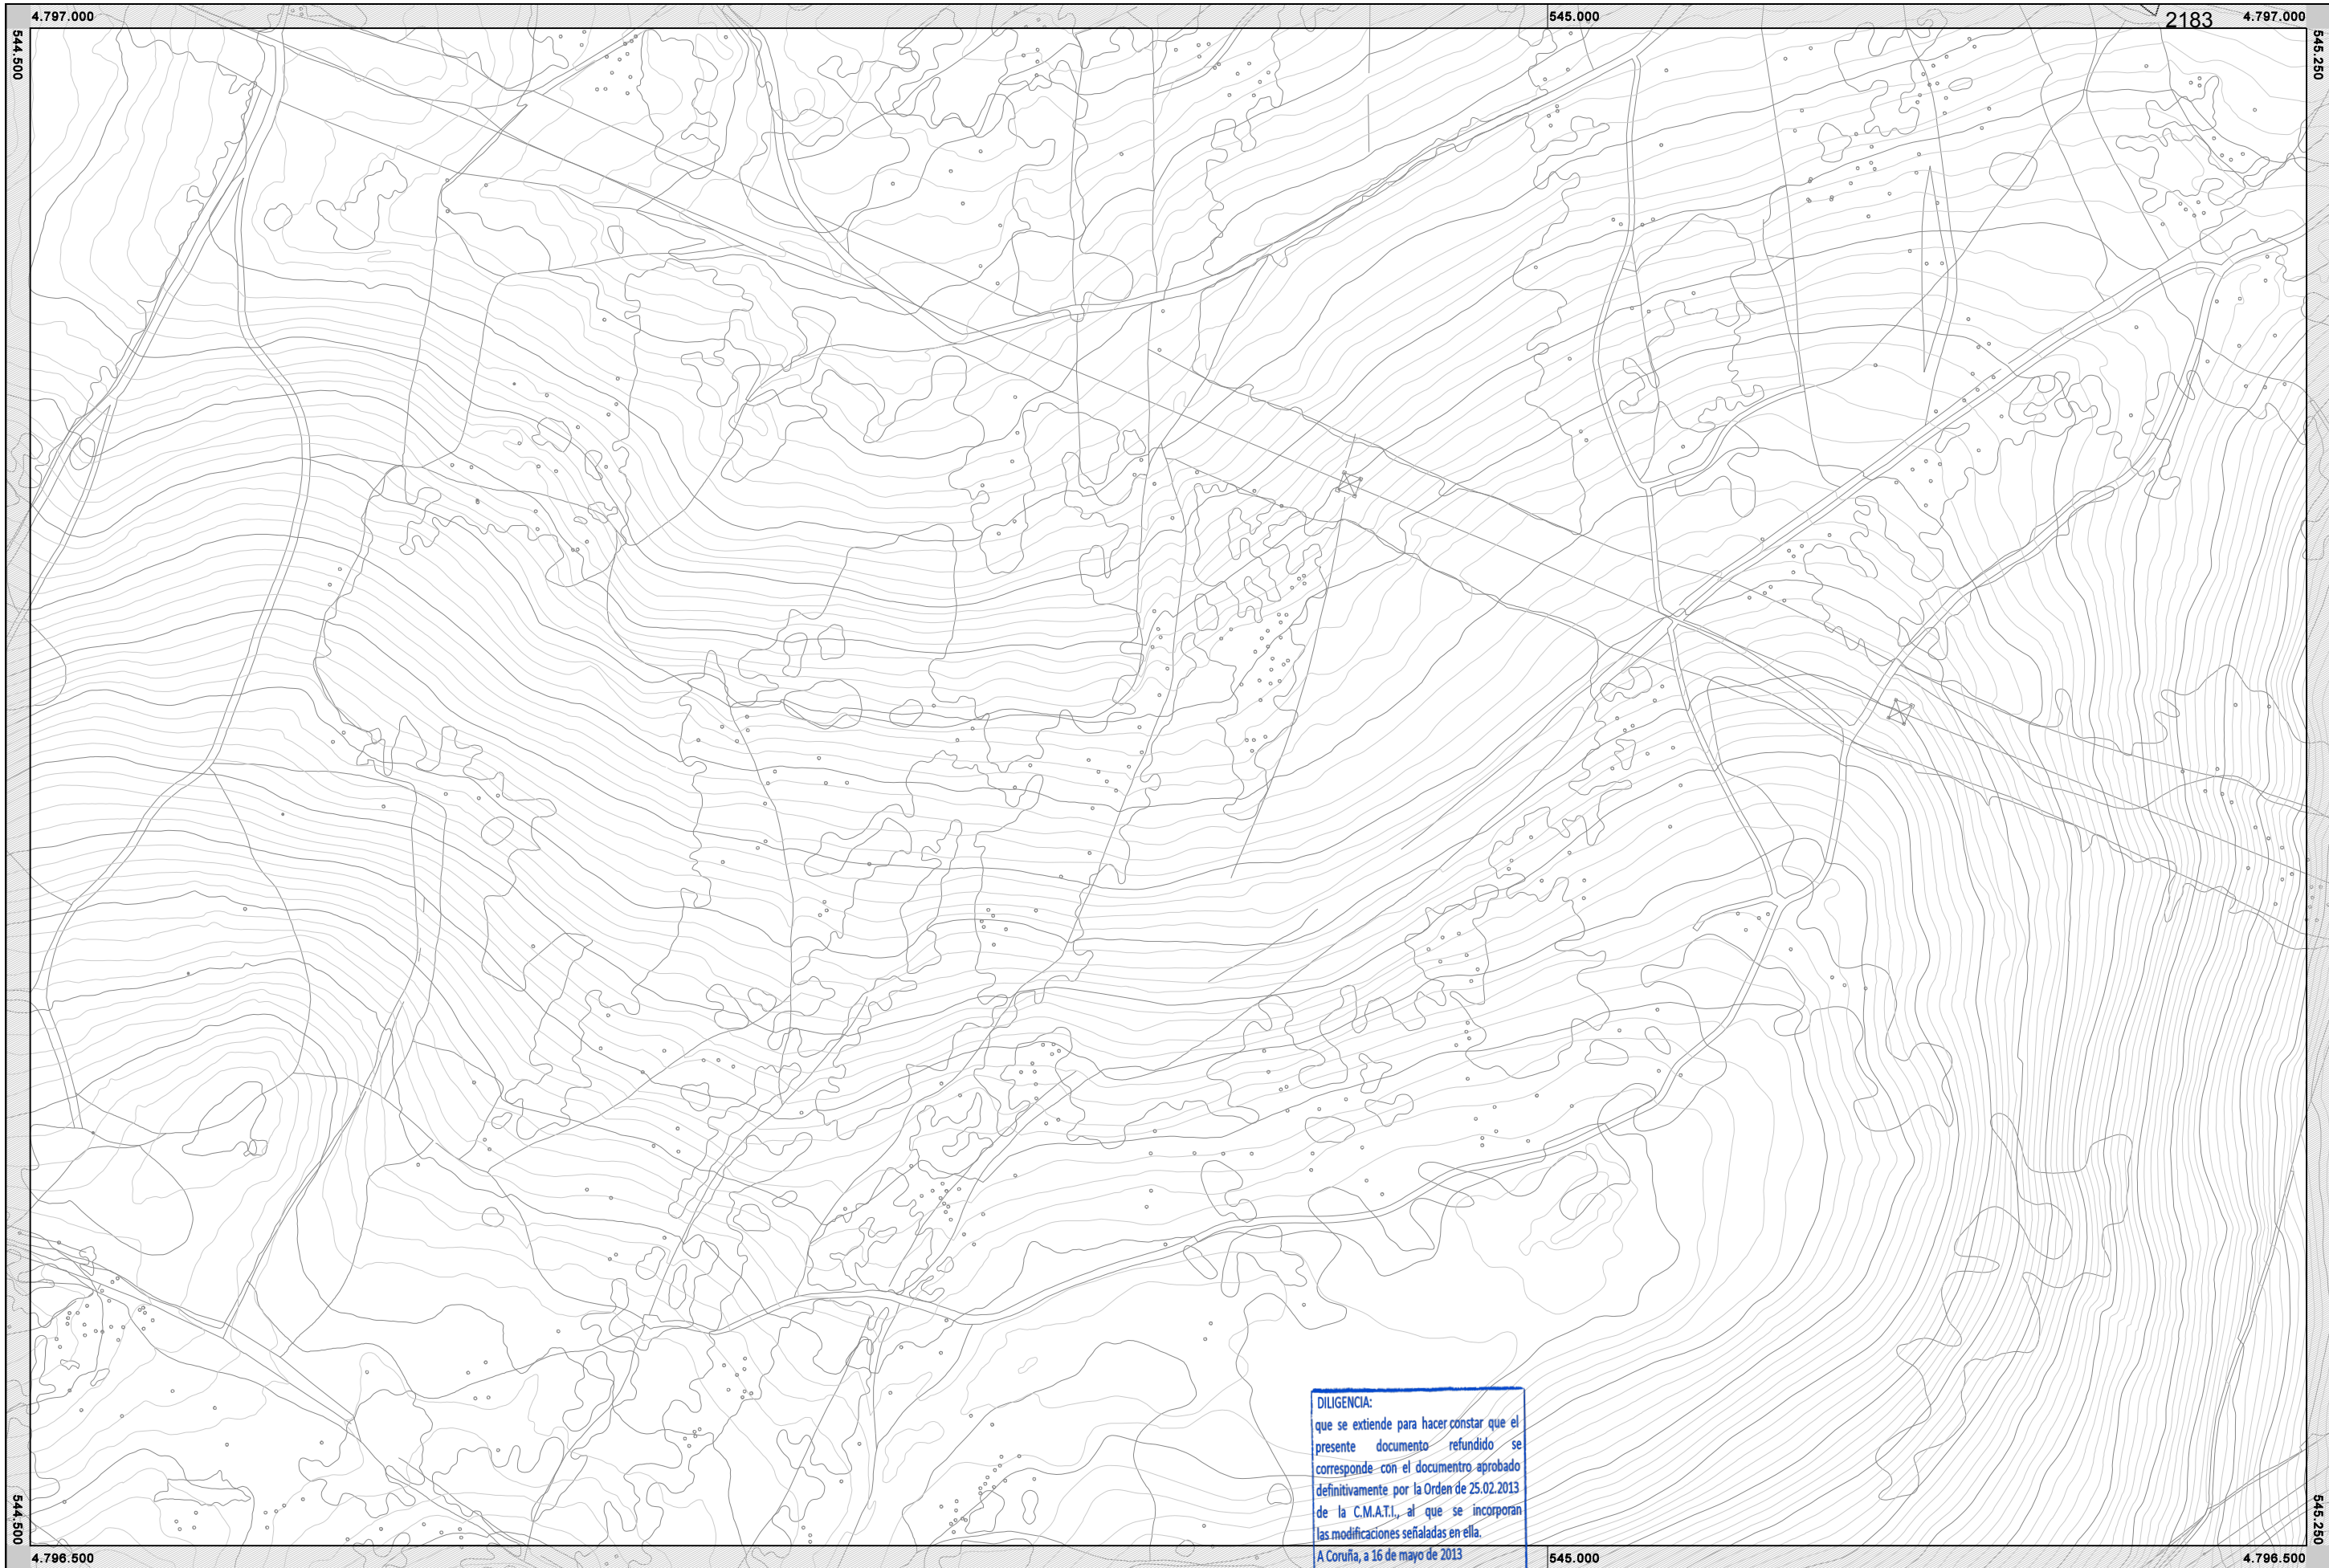 4.797.000
545.000
2183
4.797.000
544.500
545.250
DILIGENCIA:
que se extiende para hacer constar que el
presente documento refundido se
corresponde con el documentro aprobado
definitivamente por la Orden de 25.02.2013
de la C.M.A.T.I., al que se incorporan
las modificaciones señaladas en ella.
A Coruña, a 16 de mayo de 2013
544.500
545.250
4.796.500
545.000
4.796.500